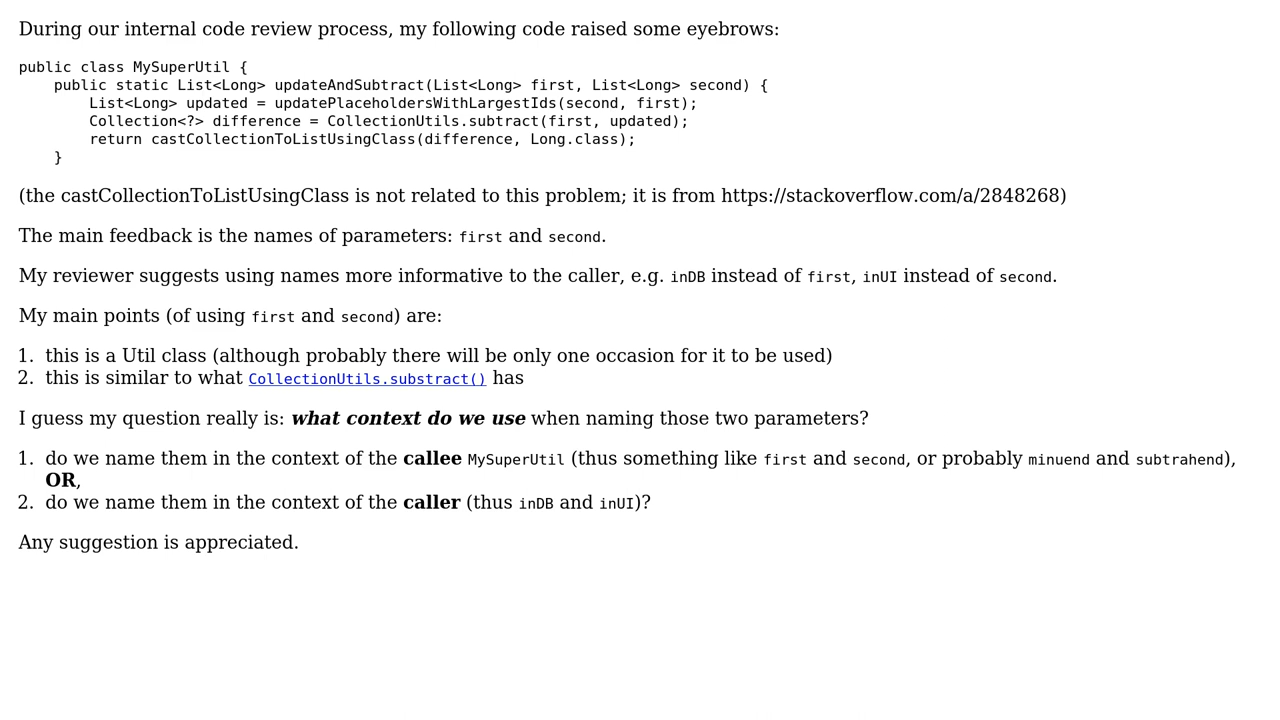 During our internal code review process, my following code raised some eyebrows:
public class MySuperUtil {
    public static List<Long> updateAndSubtract(List<Long> first, List<Long> second) {
        List<Long> updated = updatePlaceholdersWithLargestIds(second, first);
        Collection<?> difference = CollectionUtils.subtract(first, updated);
        return castCollectionToListUsingClass(difference, Long.class);
    }
(the castCollectionToListUsingClass is not related to this problem; it is from https://stackoverflow.com/a/2848268)
The main feedback is the names of parameters: first and second.
My reviewer suggests using names more informative to the caller, e.g. inDB instead of first, inUI instead of second.
My main points (of using first and second) are:
1. this is a Util class (although probably there will be only one occasion for it to be used)
2. this is similar to what CollectionUtils.substract() has
I guess my question really is: what context do we use when naming those two parameters?
1. do we name them in the context of the callee MySuperUtil (thus something like first and second, or probably minuend and subtrahend),
OR,
2. do we name them in the context of the caller (thus inDB and inUI)?
Any suggestion is appreciated.